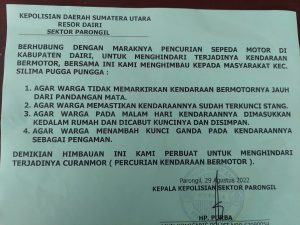 KEPOLISIAN DAERAH SUMATERA UTARA
RESOR DAIRI
SEKTOR PARONGIL
BERHUBUNG DENGAN MARAKNYA PENCURIAN SEPEDA MOTOR DI
KABUPATEN DAIRI, UNTUK MENGHINDARI TERJADINYA KENDARAAN
BERMOTOR, BERSAMA INI KAMI MENGHIMBAU KEPADA MASYARAKAT KEC.
SILIMA PUGGA PUNGGA :
1. AGAR WARGA TIDAK MEMARKIRKAN KENDARAAN BERMOTORNYA JAUH
DARI PANDANGAN MATA.
2. AGAR WARGA MEMASTIKAN KENDARAANNYA SUDAH TERKUNCI STANG.
3. AGAR WARGA PADA MALAM HARI KENDARAANNYA DIMASUKKAN
KEDALAM RUMAH DAN DICABUT KUNCINYA DAN DISIMPAN.
4. AGAR WARGA MENAMBAH KUNCI GANDA PADA KENDARAANNYA
SEBAGAI PENGAMAN.
DEMIKIAN HIMBAUAN INI KAMI PERBUAT UNTUK MENGHINDARI
TERJADINYA CURANMOR ( PERCURIAN KENDARAAN BERMOTOR ).
Parongil, 29 Agustus 2022
KEPALA KEPOLISIAN SEKTOR PARONGIL
HP. PURBA